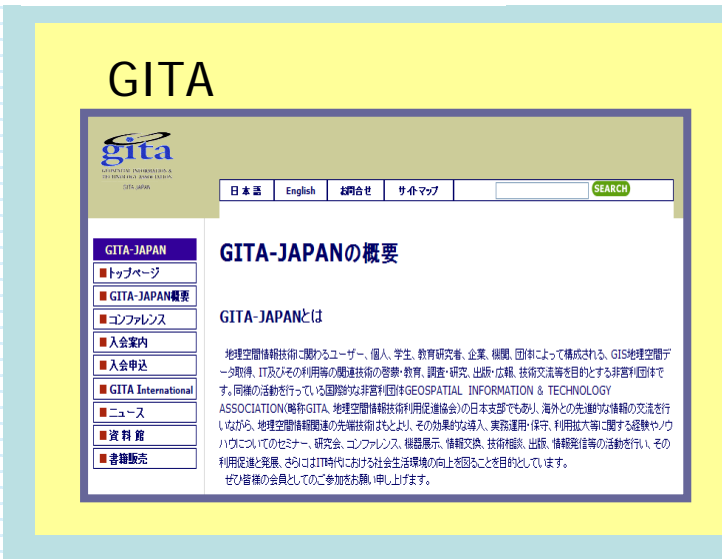 GITA
gita
GEOSPATIAL INFORMATION &
TECHNOLOGY ASSOCIATION
GITA-JAPAN
日本語 English お問合せ サイトマップ SEARCH
GITA-JAPAN
トップページ
GITA-JAPAN概要
コンファレンス
入会案内
入会申込
GITA International
ニュース
資料館
書籍販売
GITA-JAPANの概要
GITA-JAPANとは
地理空間情報技術に関わるユーザー、個人、学生、教育研究者、企業、機関、団体によって構成される、GIS地理空間デ
ータ取得、IT及びその利用等の関連技術の啓蒙・教育、調査・研究、出版・広報、技術交流等を目的とする非営利団体で
す。同様の活動を行っている国際的な非営利団体GEOSPATIAL INFORMATION & TECHNOLOGY
ASSOCIATION(略称GITA、地理空間情報技術利用促進協会)の日本支部でもあり、海外との先進的な情報の交流を行
いながら、地理空間情報関連の先端技術はもとより、その効果的な導入、実務運用・保守、利用拡大等に関する経験やノウ
ハウについてのセミナー、研究会、コンファレンス、機器展示、情報交換、技術相談、出版、情報発信等の活動を行い、その
利用促進と発展、さらにはIT時代における社会生活環境の向上を図ることを目的としています。
ぜひ皆様の会員としてのご参加をお願い申し上げます。